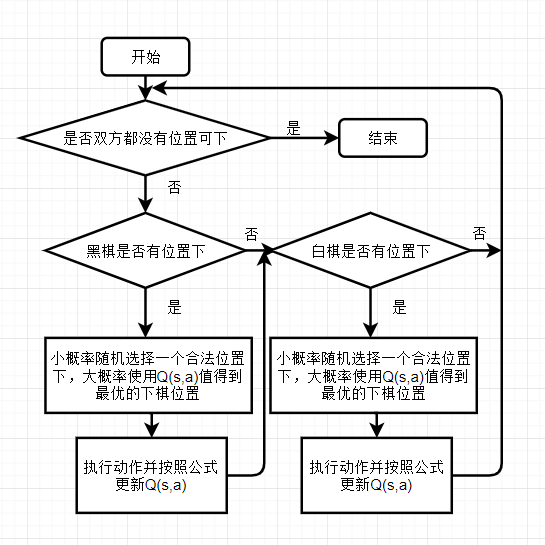 开始
是否双方都没有位置可下
是
结束
否
黑棋是否有位置下
否
白棋是否有位置下
否
是
是
小概率随机选择一个合法位置
下，大概率使用Q(s,a)值得到
最优的下棋位置
小概率随机选择一个合法位置
下，大概率使用Q(s,a)值得到
最优的下棋位置
执行动作并按照公式
更新Q(s,a)
执行动作并按照公式
更新Q(s,a)